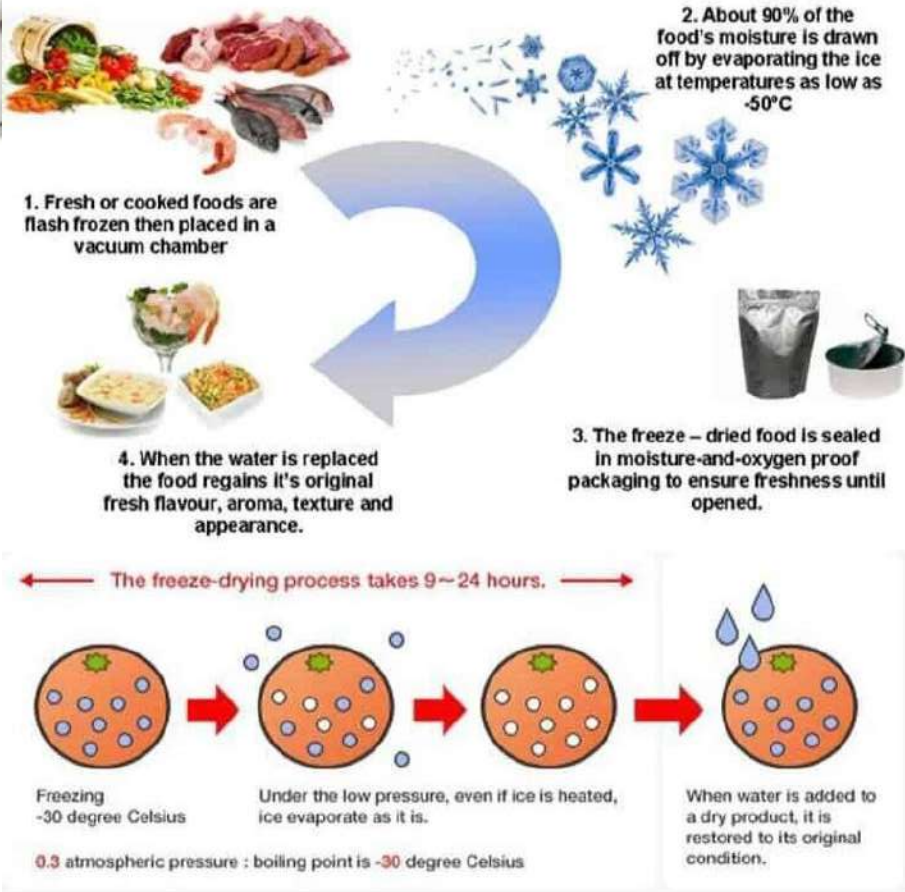 1. Fresh or cooked foods are
flash frozen then placed in a
vacuum chamber
2. About 90% of the
food's moisture is drawn
off by evaporating the ice
at temperatures as low as
-50°C
3. The freeze – dried food is sealed
in moisture-and-oxygen proof
packaging to ensure freshness until
opened.
4. When the water is replaced
the food regains it's original
fresh flavour, aroma, texture and
appearance.
The freeze-drying process takes 9~24 hours.
Freezing
-30 degree Celsius
Under the low pressure, even if ice is heated,
ice evaporate as it is.
0.3 atmospheric pressure : boiling point is -30 degree Celsius
When water is added to
a dry product, it is
restored to its original
condition.